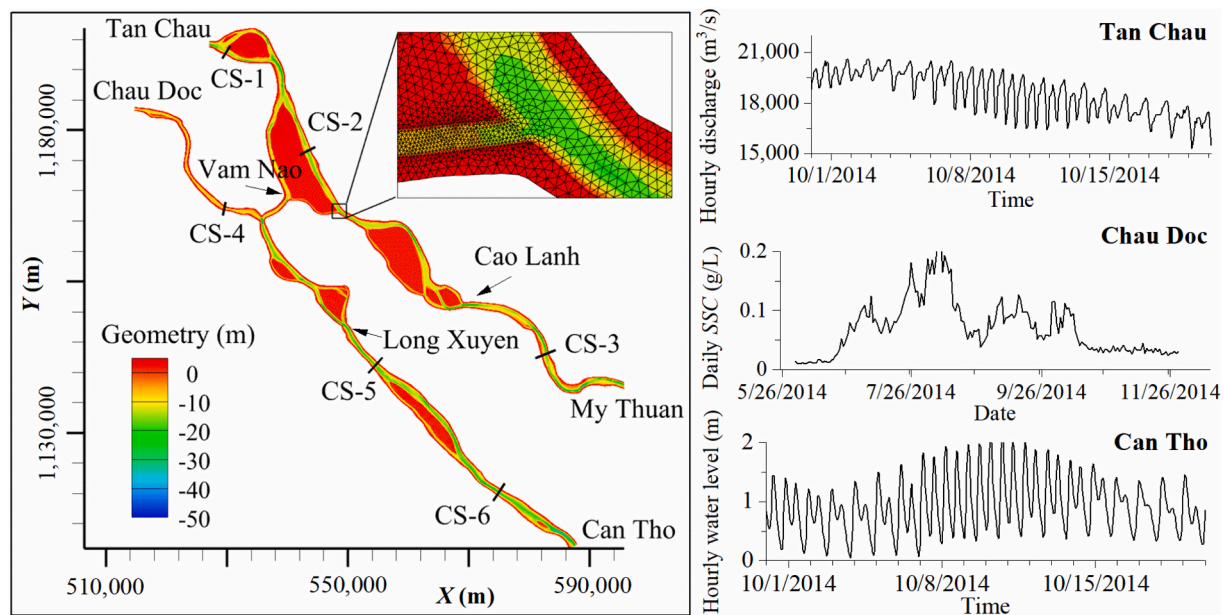 Tan Chau
CS-1
Chau Doc
CS-2
Vam Nao
CS-4
Cao Lanh
Long Xuyen
CS-3
CS-5
My Thuan
CS-6
Can Tho
Geometry (m)
0
-10
-20
-30
-40
-50
Y (m)
1,180,000
1,130,000
510,000
550,000
590,000
X (m)
Tan Chau
Hourly discharge (m³/s)
21,000
18,000
15,000
10/1/2014
10/8/2014
10/15/2014
Time
Chau Doc
Daily SSC (g/L)
0.2
0.1
0
5/26/2014
7/26/2014
9/26/2014
11/26/2014
Date
Can Tho
Hourly water level (m)
2
1
0
10/1/2014
10/8/2014
10/15/2014
Time